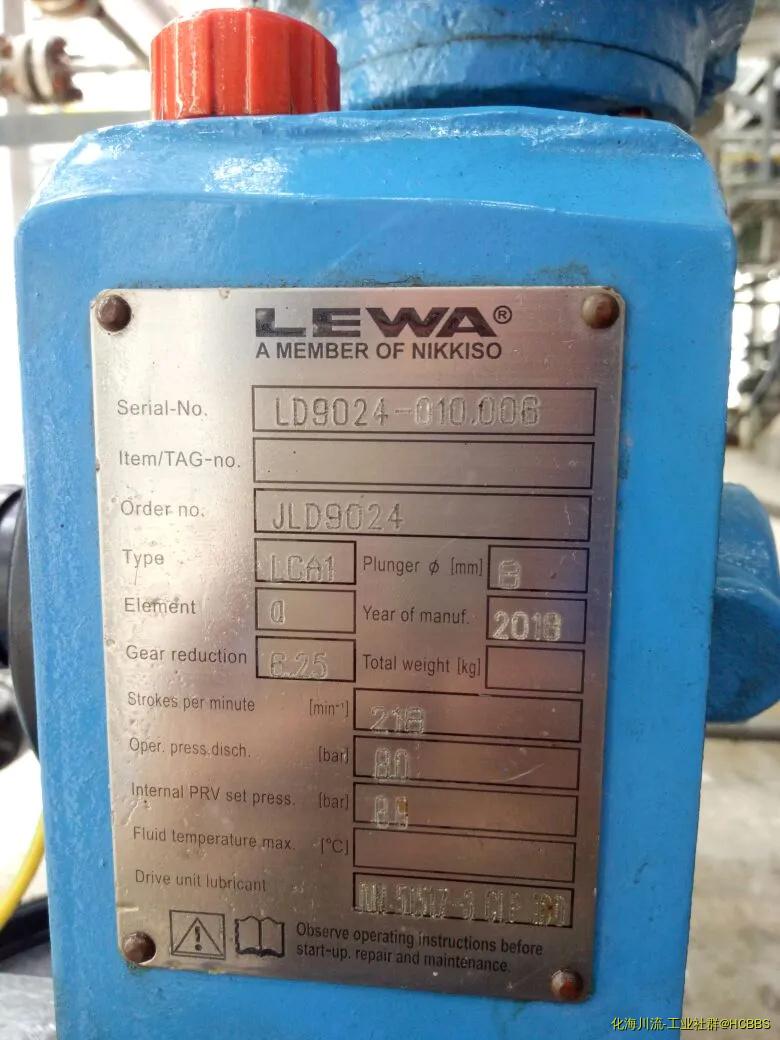 LEWA®
A MEMBER OF NIKKISO
Serial-No. LD9024-010.006
Item/TAG-no.
Order no. JLD9024
Type LCA1 Plunger ϕ [mm]
Element Year of manuf. 2018
Gear reduction 6.25 Total weight [kg]
Strokes per minute [min⁻¹] 218
Oper. press.disch. [bar]
Internal PRV set press. [bar]
Fluid temperature max. [°C]
Drive unit lubricant
Observe operating instructions before
start-up. repair and maintenance.
化海川流-工业社群@HCBBS